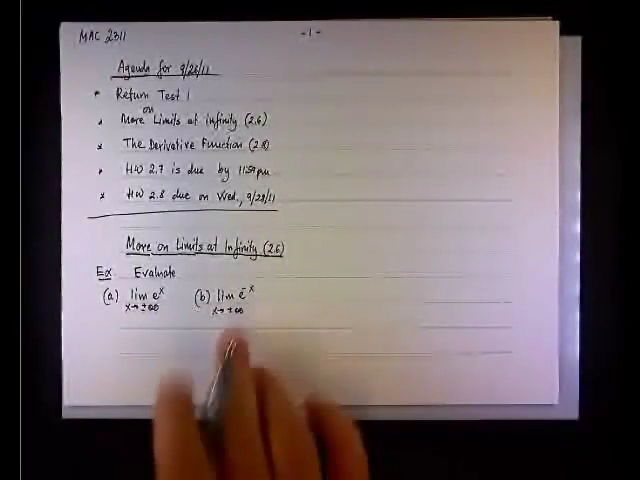 MAC 2311
-1-
Agenda for 9/26/11
* Return Test 1
* More on Limits at infinity (2.6)
* The Derivative Function (2.8)
* HW 2.7 is due by 11:59pm
* HW 2.8 due on Wed., 9/28/11
More on Limits at Infinity (2.6)
Ex Evaluate
(a) lim e^x (b) lim e^-x
x→±∞ x→±∞